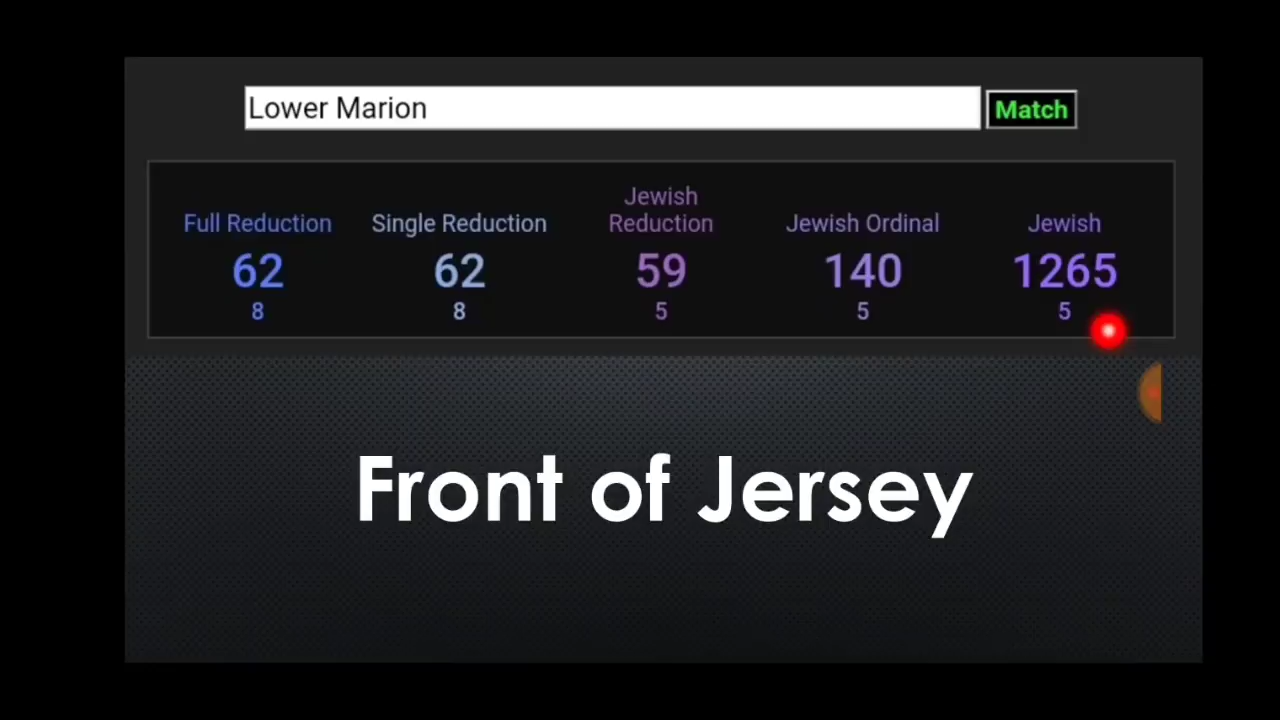 Lower Marion
Match
Full Reduction
62
8
Single Reduction
62
8
Jewish
Reduction
59
5
Jewish Ordinal
140
5
Jewish
1265
5
Front of Jersey